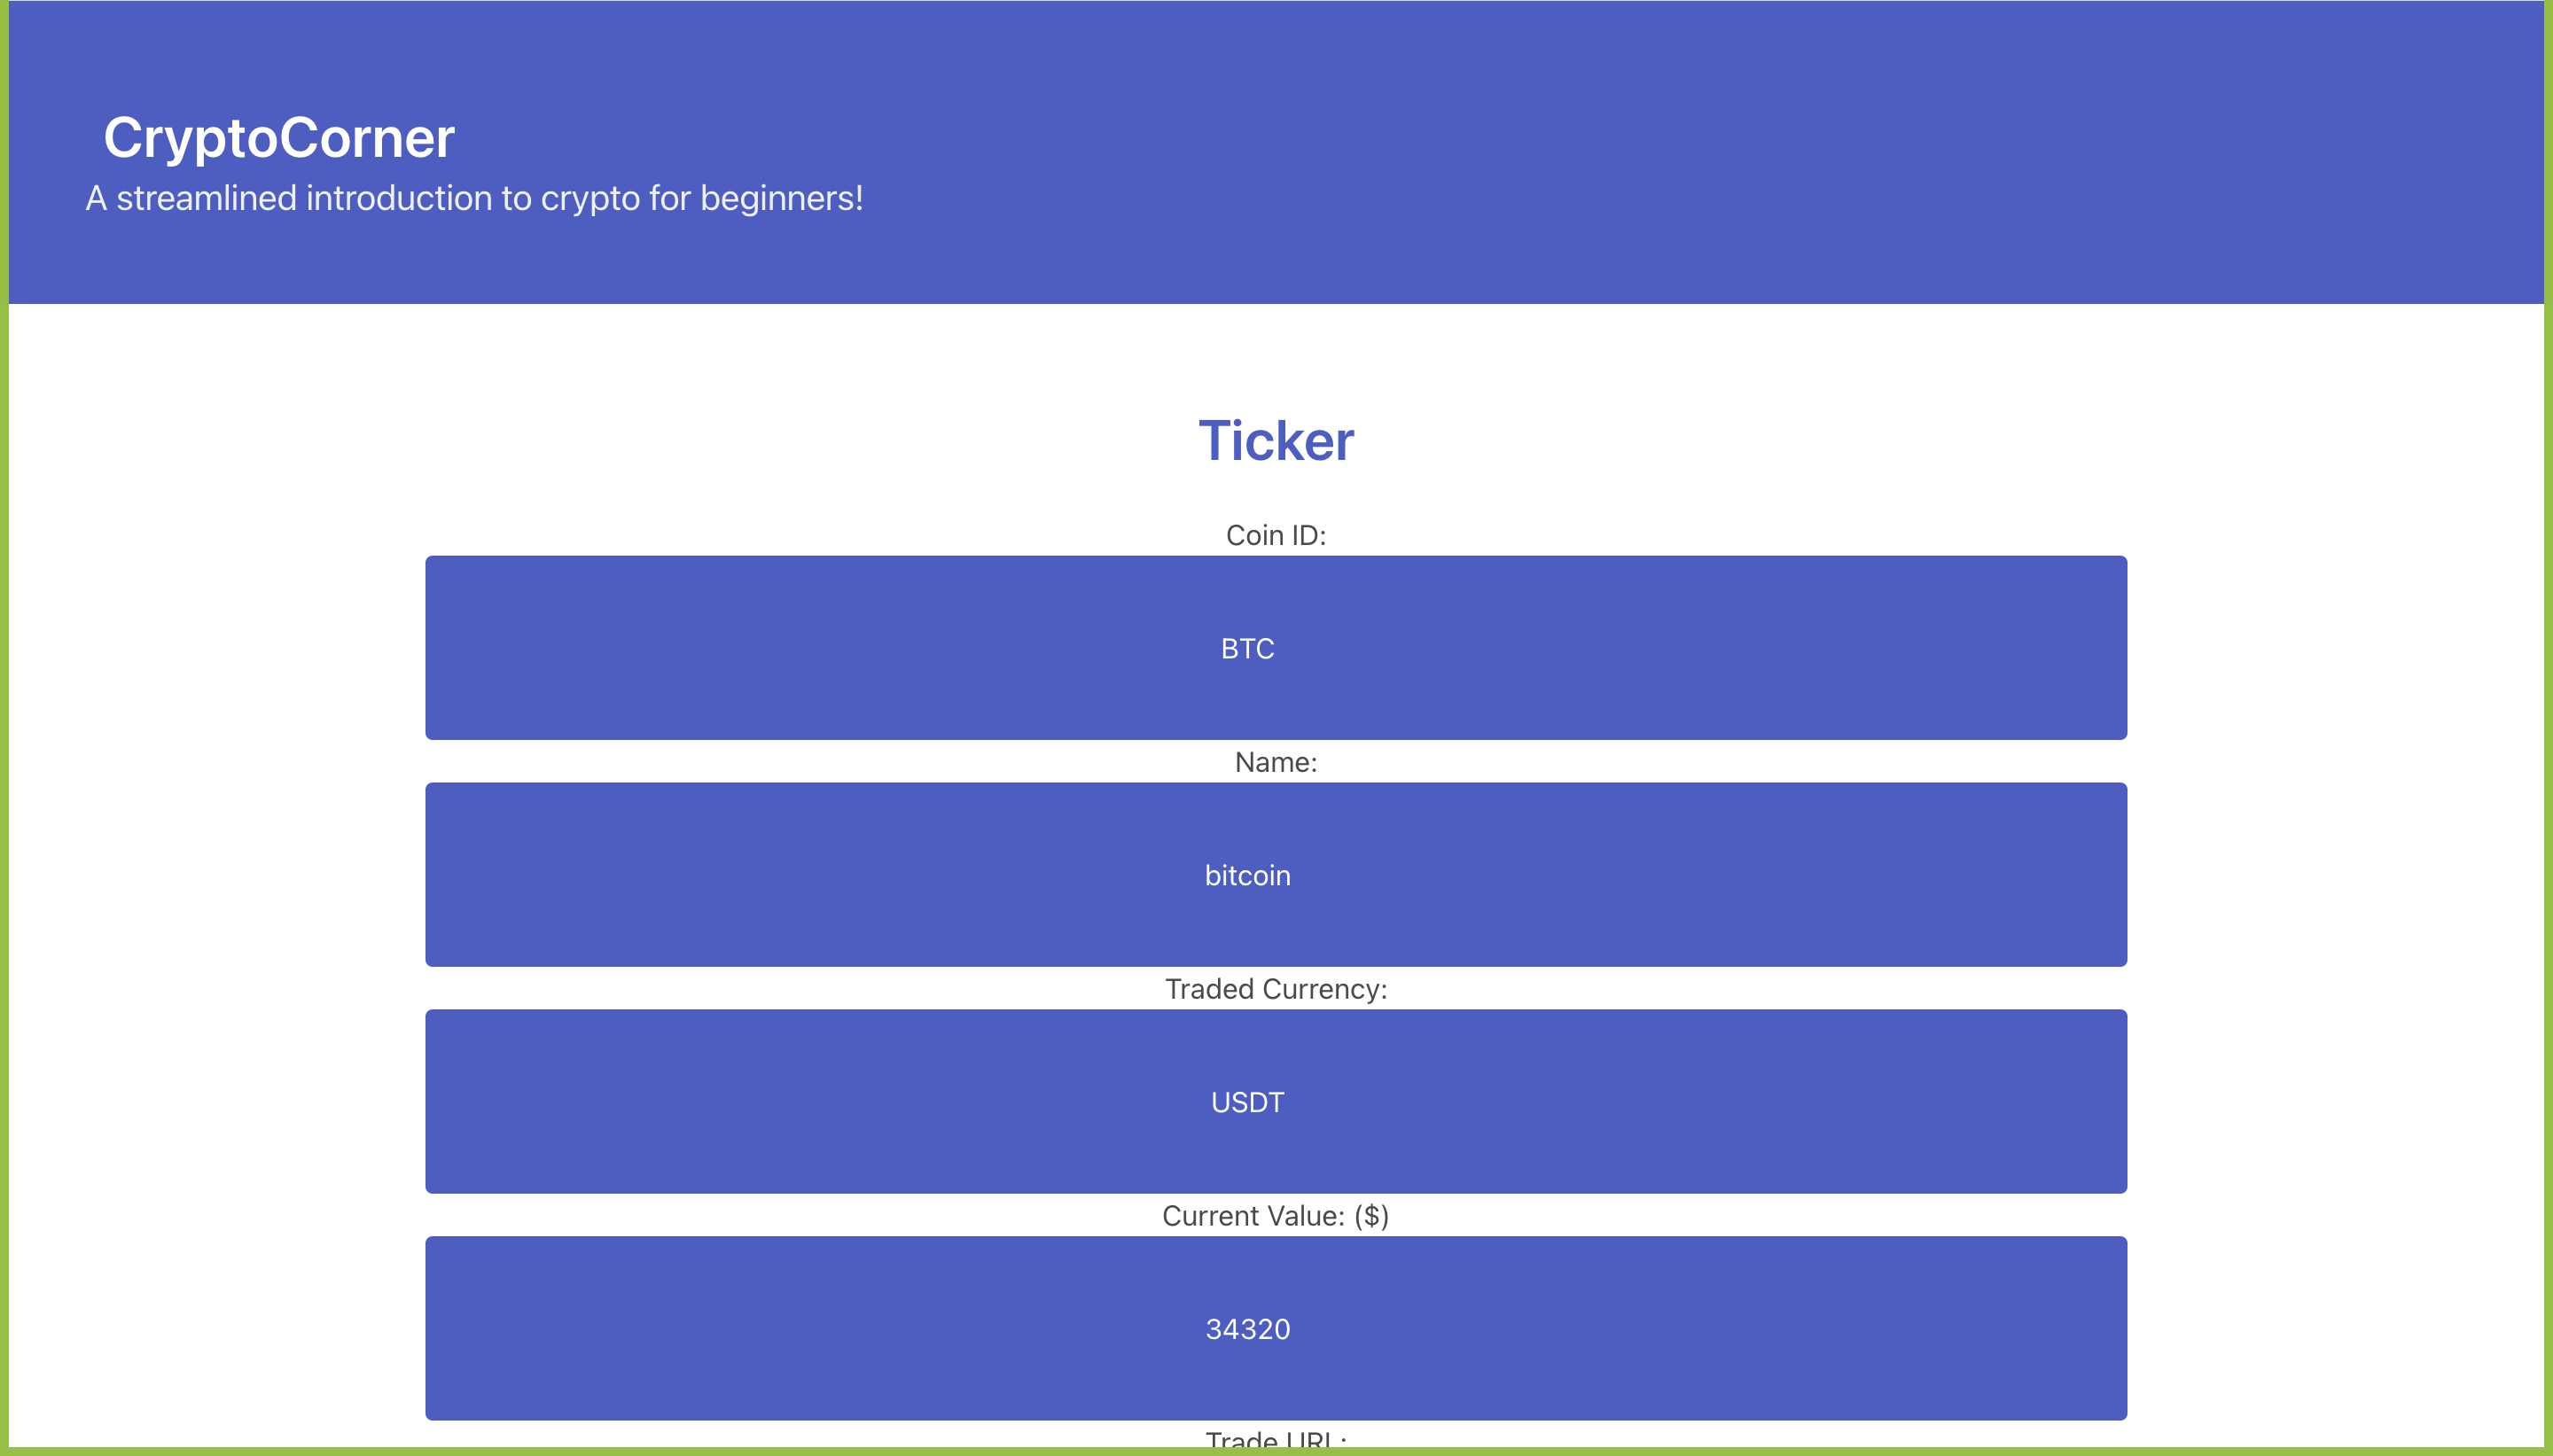 CryptoCorner
A streamlined introduction to crypto for beginners!
Ticker
Coin ID:
BTC
Name:
bitcoin
Traded Currency:
USDT
Current Value: ($)
34320
Trade URL: